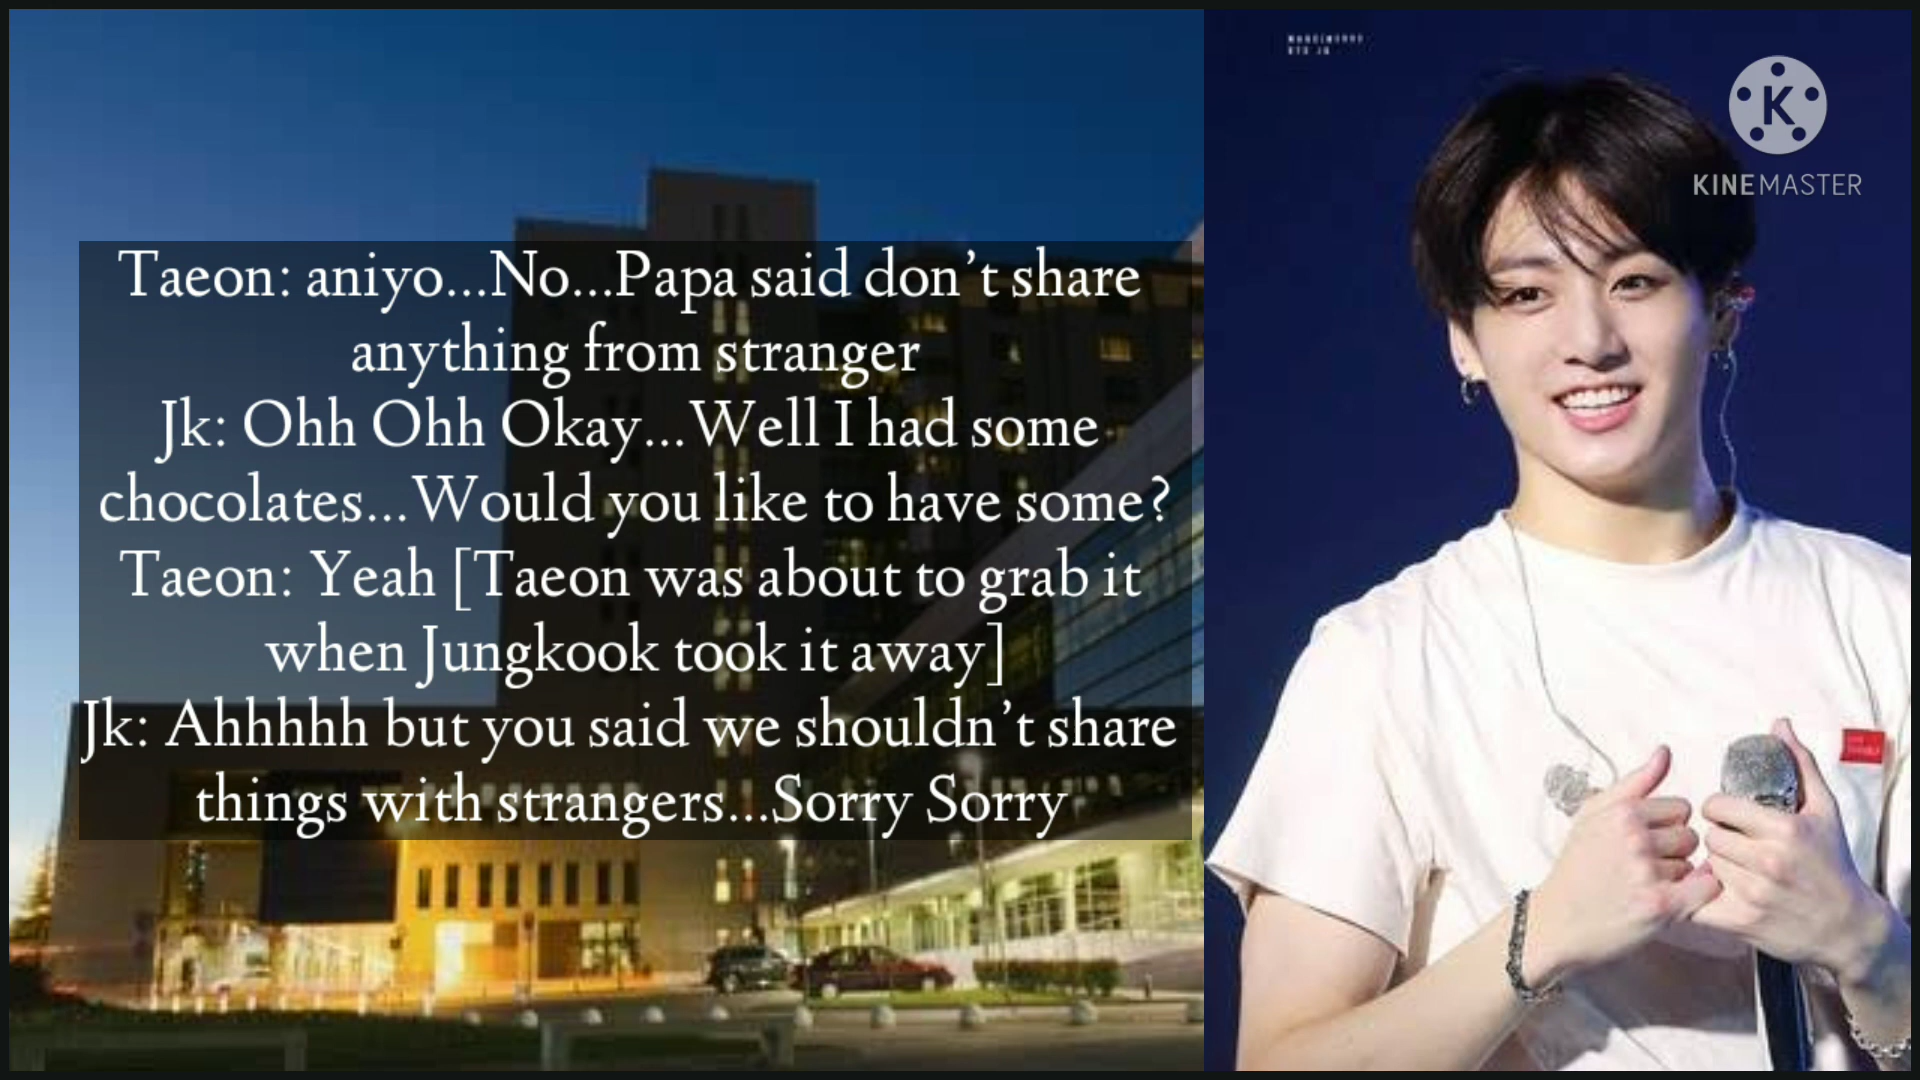 Taeon: aniyo...No...Papa said don't share
anything from stranger
Jk: Ohh Ohh Okay...Well I had some
chocolates...Would you like to have some?
Taeon: Yeah [Taeon was about to grab it
when Jungkook took it away]
Jk: Ahhhhh but you said we shouldn't share
things with strangers...Sorry Sorry
K
KINEMASTER